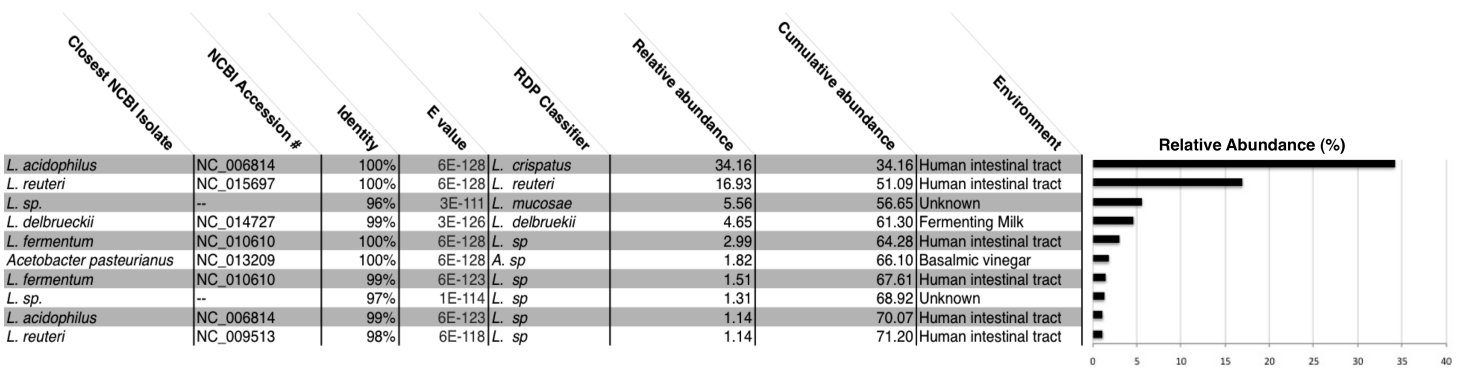 Closest NCBI Isolate
NCBI Accession #
Identity
E value
RDP Classifier
Relative abundance
Cumulative abundance
Environment
Relative Abundance (%)
L. acidophilus NC_006814 100% 6E-128 L. crispatus 34.16 34.16 Human intestinal tract
L. reuteri NC_015697 100% 6E-128 L. reuteri 16.93 51.09 Human intestinal tract
L. sp. -- 96% 3E-111 L. mucosae 5.56 56.65 Unknown
L. delbrueckii NC_014727 99% 3E-126 L. delbruekii 4.65 61.30 Fermenting Milk
L. fermentum NC_010610 100% 6E-128 L. sp 2.99 64.28 Human intestinal tract
Acetobacter pasteurianus NC_013209 100% 6E-128 A. sp 1.82 66.10 Basalmic vinegar
L. fermentum NC_010610 99% 6E-123 L. sp 1.51 67.61 Human intestinal tract
L. sp. -- 97% 1E-114 L. sp 1.31 68.92 Unknown
L. acidophilus NC_006814 99% 6E-123 L. sp 1.14 70.07 Human intestinal tract
L. reuteri NC_009513 98% 6E-118 L. sp 1.14 71.20 Human intestinal tract
0 5 10 15 20 25 30 35 40